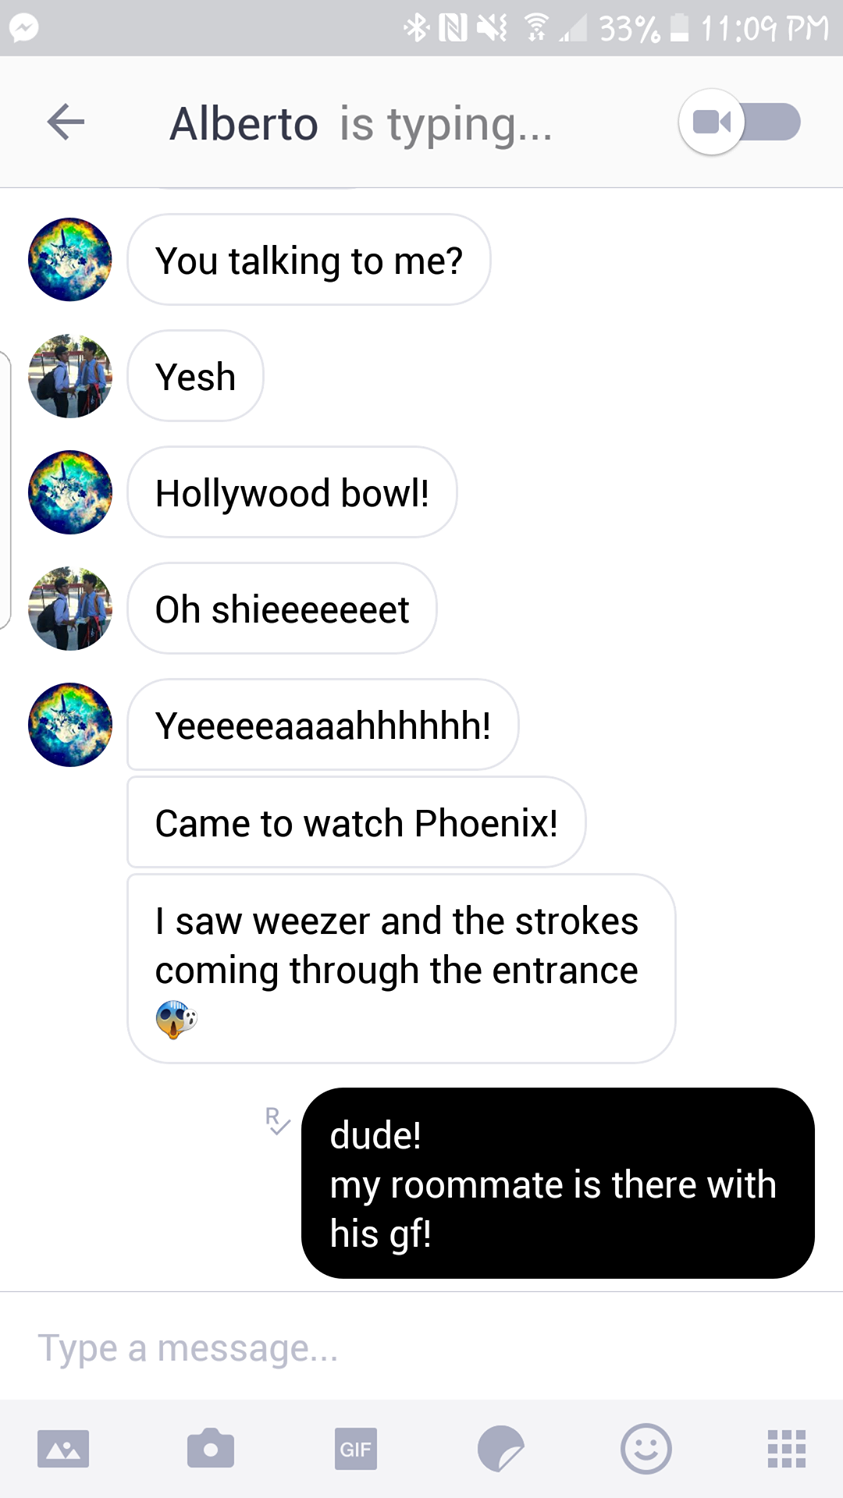 33% 11:09 PM
Alberto is typing...
You talking to me?
Yesh
Hollywood bowl!
Oh shieeeeeeet
Yeeeeeaaaahhhhhh!
Came to watch Phoenix!
I saw weezer and the strokes
coming through the entrance
😱
R
dude!
my roommate is there with
his gf!
Type a message...
GIF